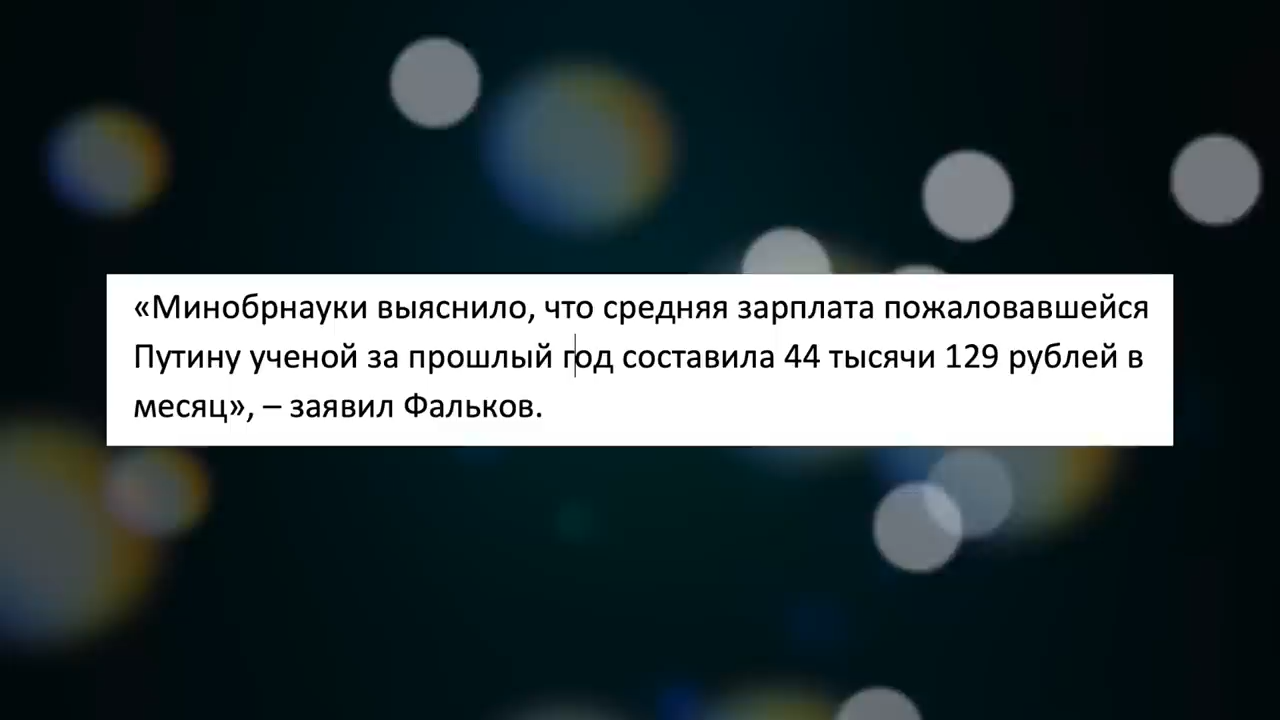 «Минобрнауки выяснило, что средняя зарплата пожаловавшейся
Путину ученой за прошлый год составила 44 тысячи 129 рублей в
месяц», – заявил Фальков.